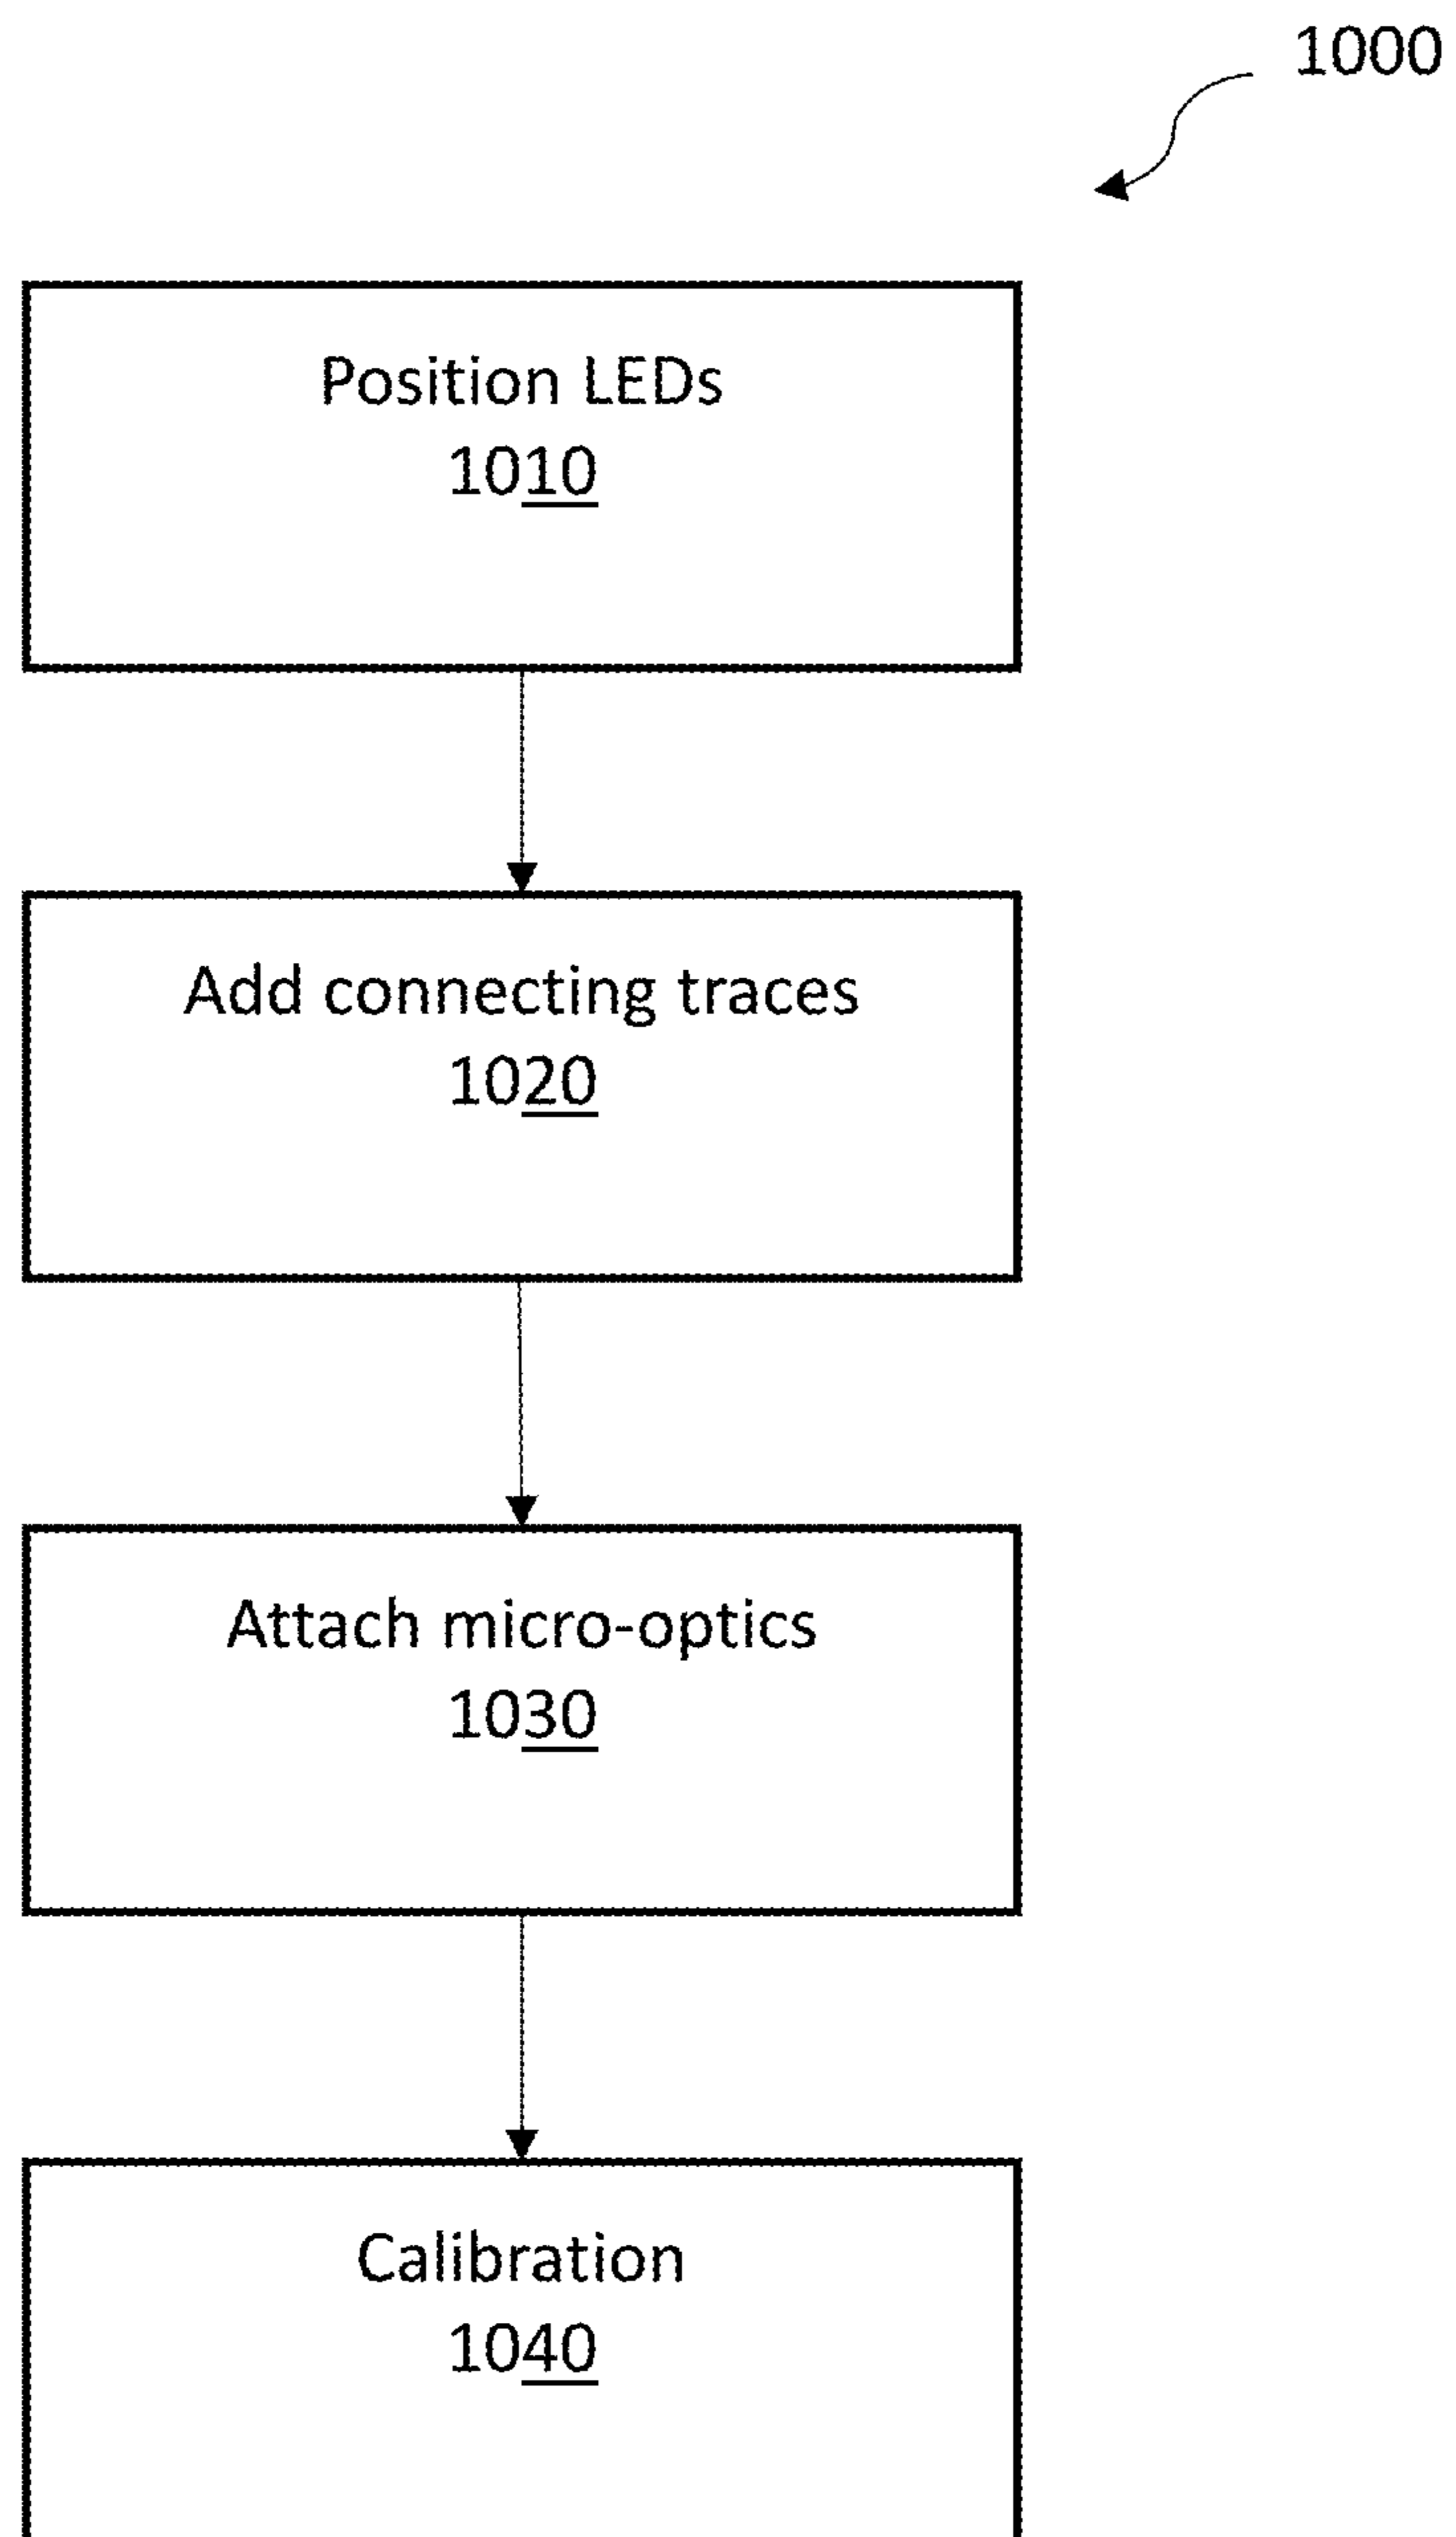 1000
Position LEDs
1010
Add connecting traces
1020
Attach micro-optics
1030
Calibration
1040